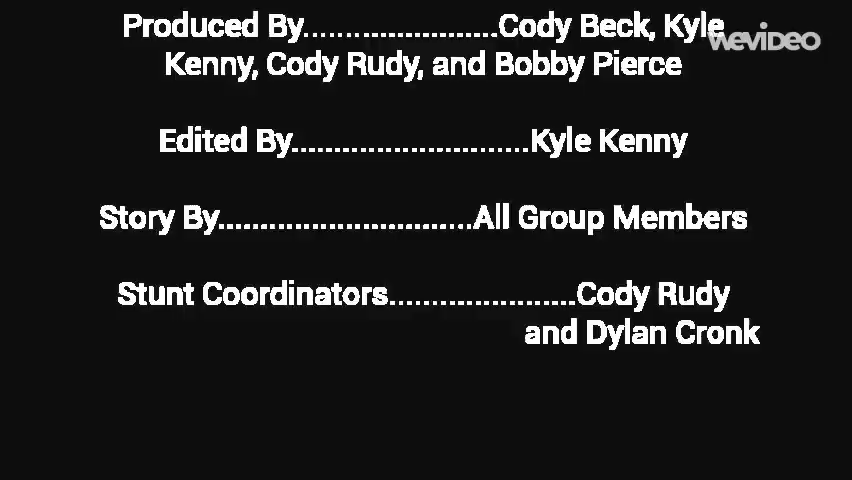 Produced By.......................Cody Beck, Kyle
WeVideo
Kenny, Cody Rudy, and Bobby Pierce
Edited By............................Kyle Kenny
Story By..............................All Group Members
Stunt Coordinators......................Cody Rudy
and Dylan Cronk